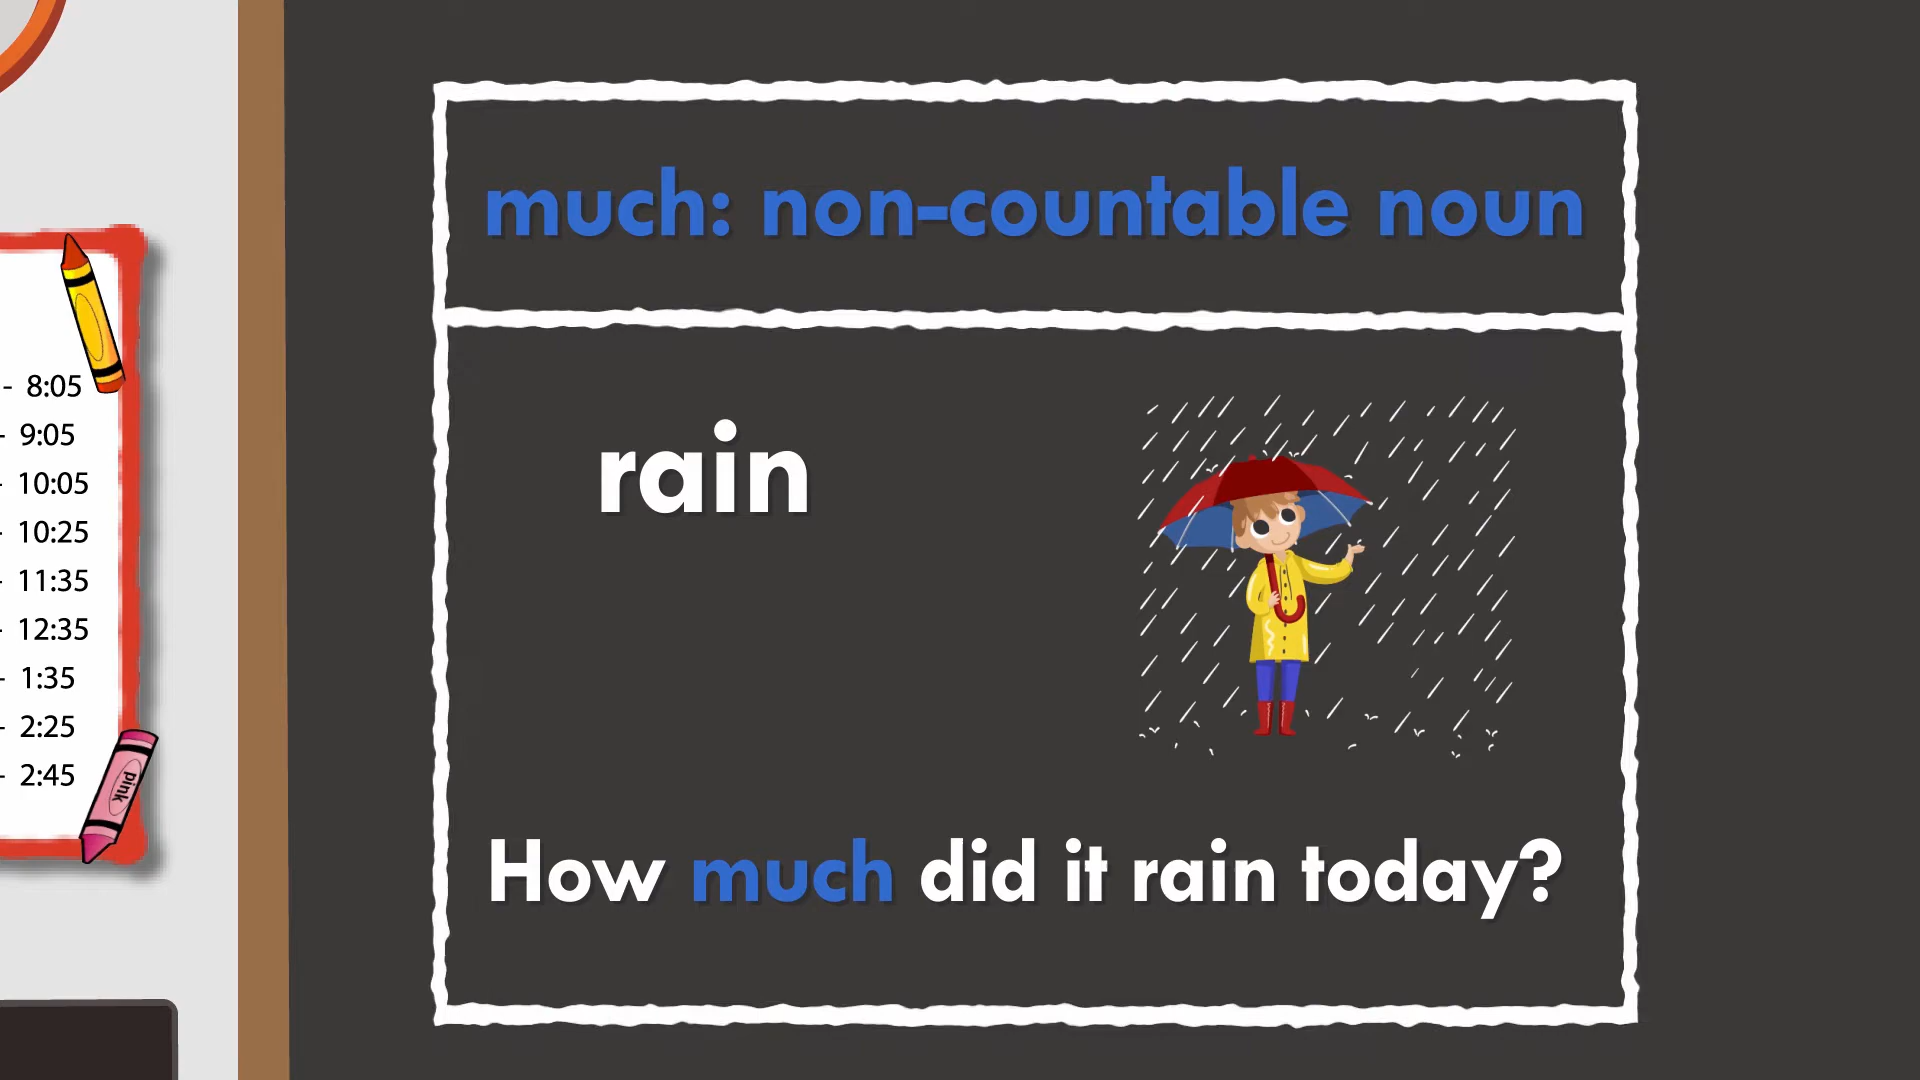 - 8:05
- 9:05
- 10:05
- 10:25
- 11:35
- 12:35
- 1:35
- 2:25
- 2:45
pink
much: non-countable noun
rain
How much did it rain today?